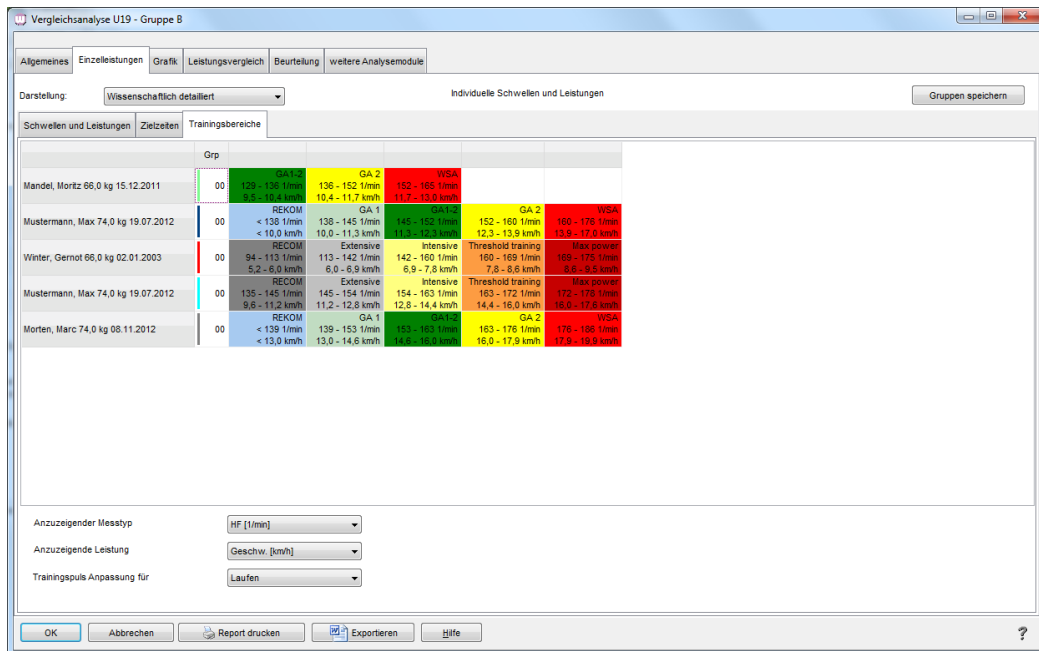 Vergleichsanalyse U19 - Gruppe B
Allgemeines Einzelleistungen Grafik Leistungsvergleich Beurteilung weitere Analysemodule
Darstellung: Wissenschaftlich detailliert Individuelle Schwellen und Leistungen Gruppen speichern
Schwellen und Leistungen Zielzeiten Trainingsbereiche
Grp
GA1-2 GA 2 WSA
Mandel, Moritz 66,0 kg 15.12.2011 00 129 - 136 1/min 136 - 152 1/min 152 - 165 1/min
9,5 - 10,4 km/h 10,4 - 11,7 km/h 11,7 - 13,0 km/h
REKOM GA 1 GA1-2 GA 2 WSA
Mustermann, Max 74,0 kg 19.07.2012 00 < 138 1/min 138 - 145 1/min 145 - 152 1/min 152 - 160 1/min 160 - 176 1/min
< 10,0 km/h 10,0 - 11,3 km/h 11,3 - 12,3 km/h 12,3 - 13,9 km/h 13,9 - 17,0 km/h
RECOM Extensive Intensive Threshold training Max power
Winter, Gernot 66,0 kg 02.01.2003 00 94 - 113 1/min 113 - 142 1/min 142 - 160 1/min 160 - 169 1/min 169 - 175 1/min
5,2 - 6,0 km/h 6,0 - 6,9 km/h 6,9 - 7,8 km/h 7,8 - 8,6 km/h 8,6 - 9,5 km/h
RECOM Extensive Intensive Threshold training Max power
Mustermann, Max 74,0 kg 19.07.2012 00 135 - 145 1/min 145 - 154 1/min 154 - 163 1/min 163 - 172 1/min 172 - 178 1/min
9,6 - 11,2 km/h 11,2 - 12,8 km/h 12,8 - 14,4 km/h 14,4 - 16,0 km/h 16,0 - 17,6 km/h
REKOM GA 1 GA1-2 GA 2 WSA
Morten, Marc 74,0 kg 08.11.2012 00 < 139 1/min 139 - 153 1/min 153 - 163 1/min 163 - 176 1/min 176 - 186 1/min
< 13,0 km/h 13,0 - 14,6 km/h 14,6 - 16,0 km/h 16,0 - 17,9 km/h 17,9 - 19,9 km/h
Anzuzeigender Messtyp HF [1/min]
Anzuzeigende Leistung Geschw. [km/h]
Trainingspuls Anpassung für Laufen
OK Abbrechen Report drucken Exportieren Hilfe ?